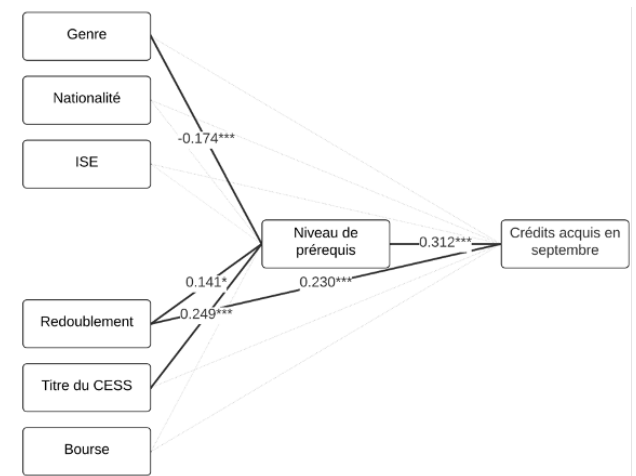 Genre
Nationalité
-0.174***
ISE
Niveau de
prérequis
0.312***
Crédits acquis en
septembre
0.141*
0.230***
0.249***
Redoublement
Titre du CESS
Bourse